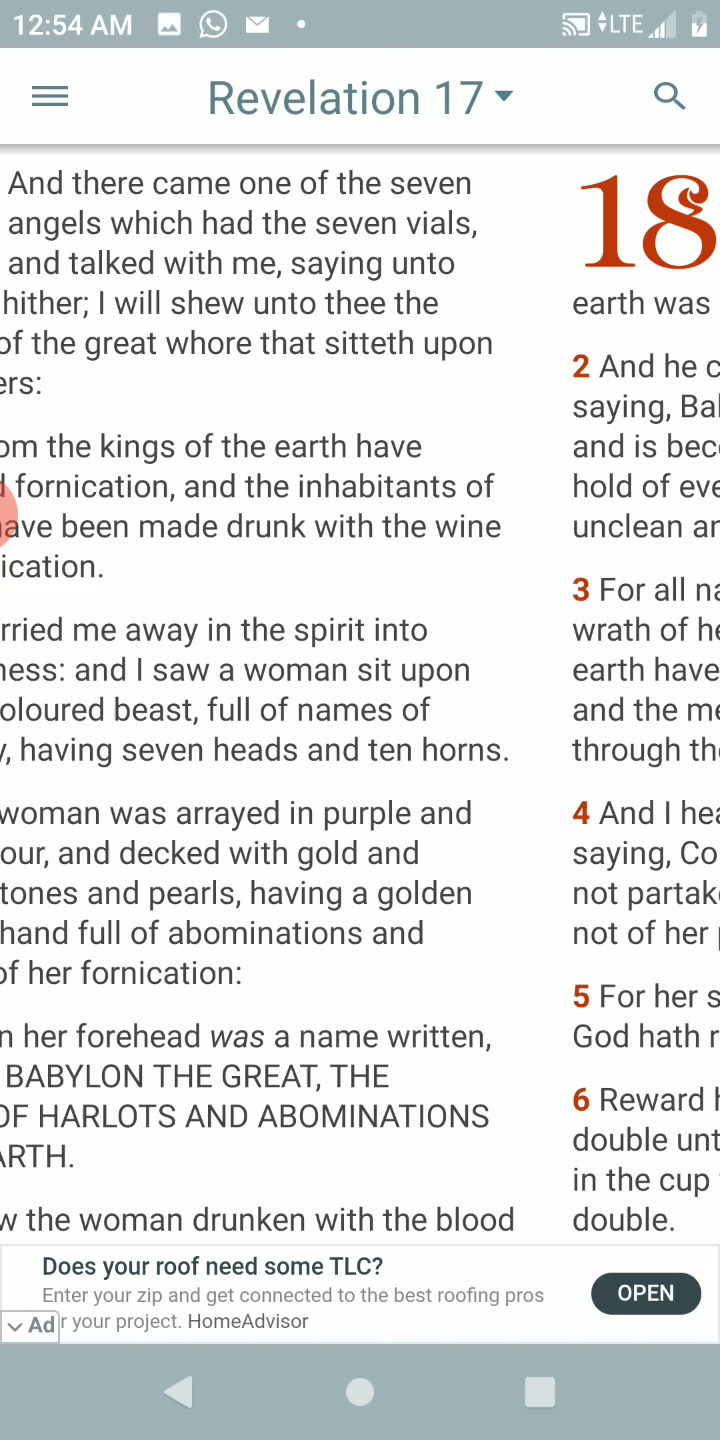 12:54 AM
LTE
Revelation 17
And there came one of the seven
angels which had the seven vials,
and talked with me, saying unto
hither; I will shew unto thee the
of the great whore that sitteth upon
ers:
om the kings of the earth have
d fornication, and the inhabitants of
have been made drunk with the wine
ication.
rried me away in the spirit into
ness: and I saw a woman sit upon
oloured beast, full of names of
y, having seven heads and ten horns.
woman was arrayed in purple and
our, and decked with gold and
tones and pearls, having a golden
hand full of abominations and
of her fornication:
n her forehead was a name written,
BABYLON THE GREAT, THE
OF HARLOTS AND ABOMINATIONS
ARTH.
w the woman drunken with the blood
18
earth was
2 And he c
saying, Bal
and is bec
hold of eve
unclean an
3 For all na
wrath of he
earth have
and the me
through the
4 And I hea
saying, Co
not partak
not of her
5 For her s
God hath r
6 Reward h
double unt
in the cup
double.
Does your roof need some TLC?
Enter your zip and get connected to the best roofing pros
r your project. HomeAdvisor
OPEN
Ad